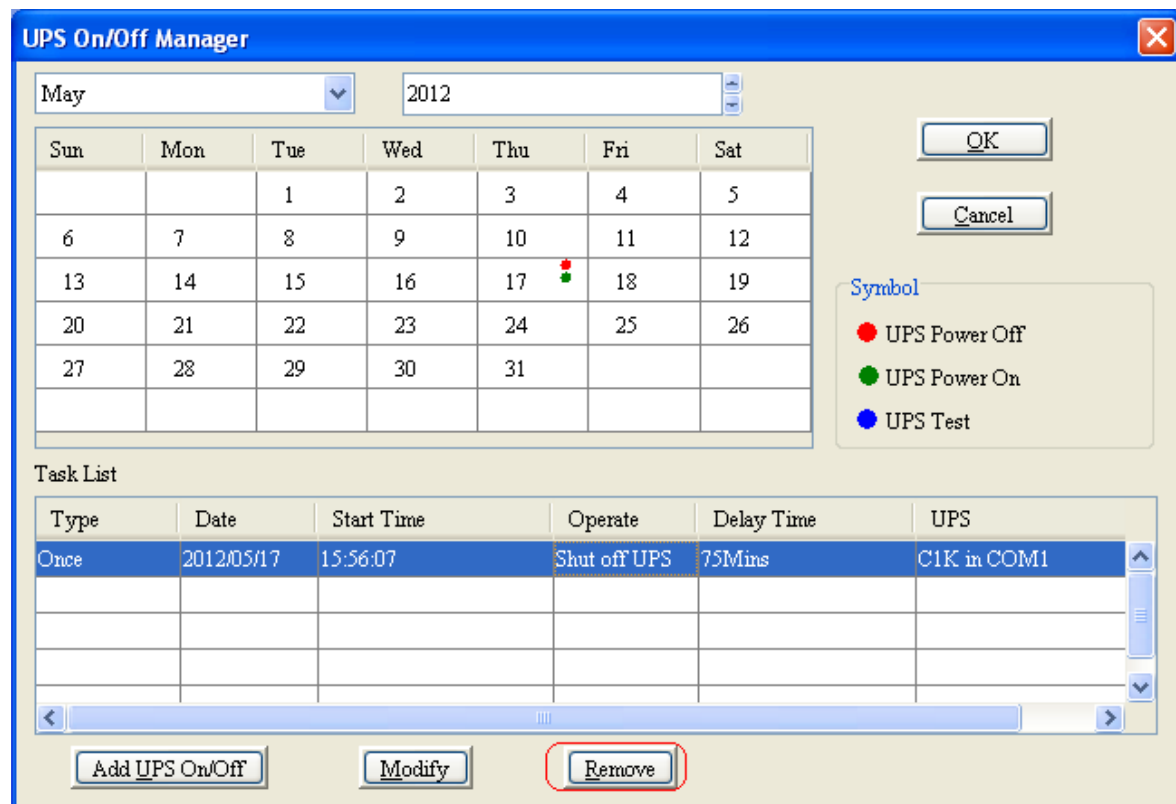 UPS On/Off Manager
May 2012
Sun Mon Tue Wed Thu Fri Sat
1 2 3 4 5
6 7 8 9 10 11 12
13 14 15 16 17 18 19
20 21 22 23 24 25 26
27 28 29 30 31
OK
Cancel
Symbol
UPS Power Off
UPS Power On
UPS Test
Task List
Type Date Start Time Operate Delay Time UPS
Once 2012/05/17 15:56:07 Shut off UPS 75Mins C1K in COM1
Add UPS On/Off Modify Remove